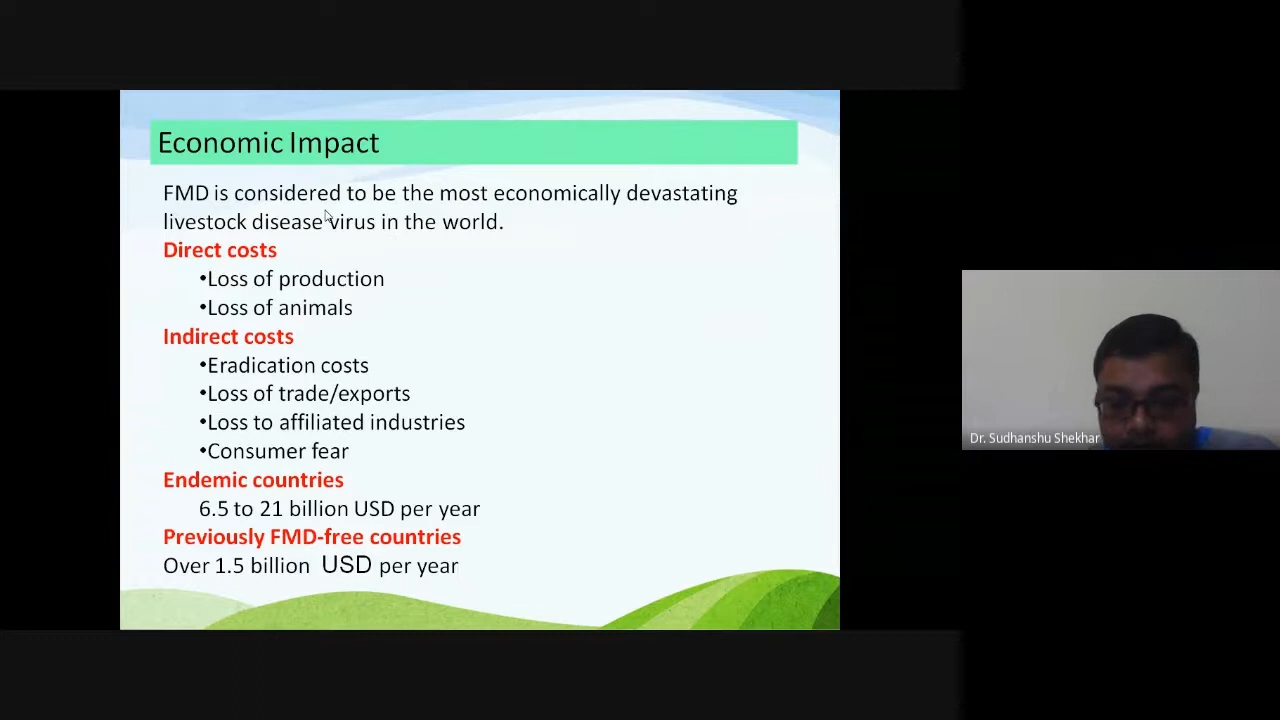 Economic Impact
FMD is considered to be the most economically devastating
livestock disease virus in the world.
Direct costs
•Loss of production
•Loss of animals
Indirect costs
•Eradication costs
•Loss of trade/exports
•Loss to affiliated industries
•Consumer fear
Endemic countries
6.5 to 21 billion USD per year
Previously FMD-free countries
Over 1.5 billion USD per year
Dr. Sudhanshu Shekhar